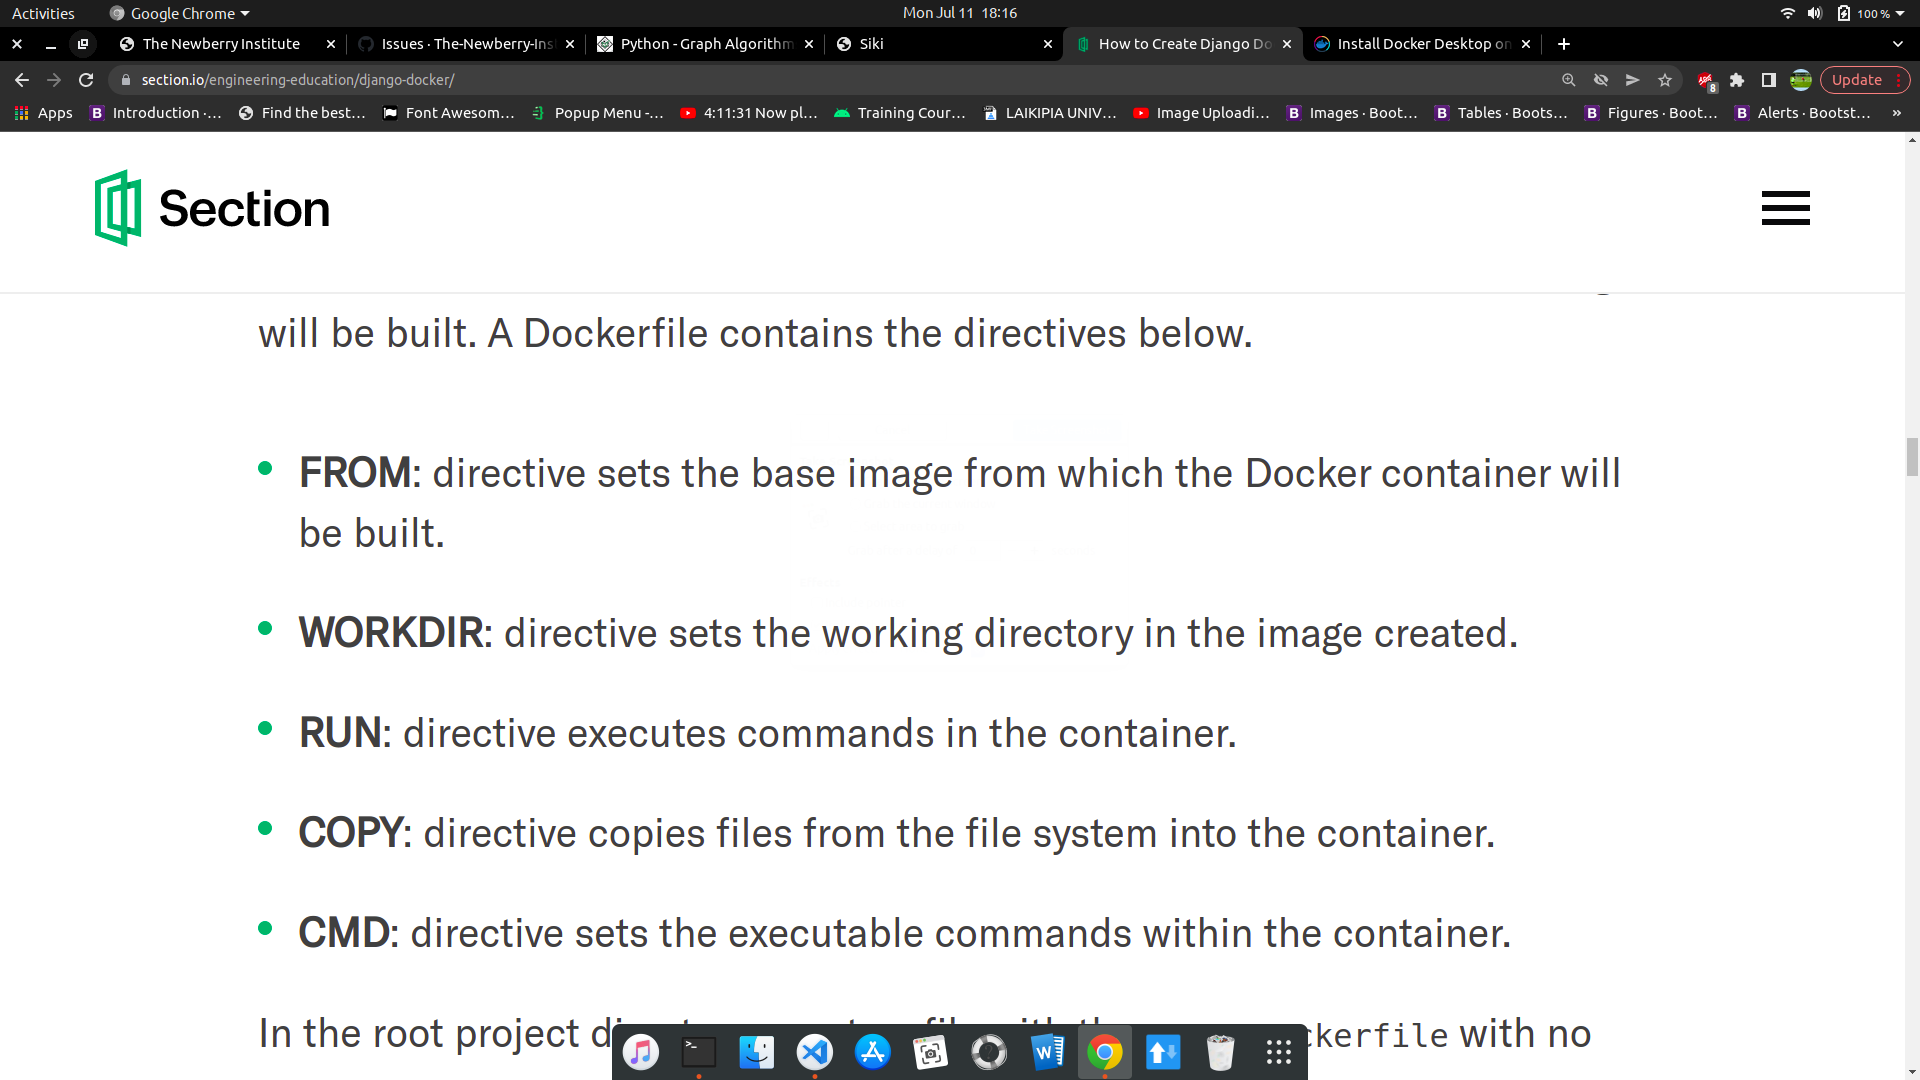 Activities Google Chrome Mon Jul 11 18:16 100 %
The Newberry Institute Issues · The-Newberry-Ins Python - Graph Algorithm Siki How to Create Django Do Install Docker Desktop on
section.io/engineering-education/django-docker/ 8 Update
Apps Introduction ·... Find the best... Font Awesom... Popup Menu -... 4:11:31 Now pl... Training Cour... LAIKIPIA UNIV... Image Uploadi... Images · Boot... Tables · Boots... Figures · Boot... Alerts · Bootst... »
Section
will be built. A Dockerfile contains the directives below.
FROM: directive sets the base image from which the Docker container will
be built.
WORKDIR: directive sets the working directory in the image created.
RUN: directive executes commands in the container.
COPY: directive copies files from the file system into the container.
CMD: directive sets the executable commands within the container.
In the root project ckerfile with no